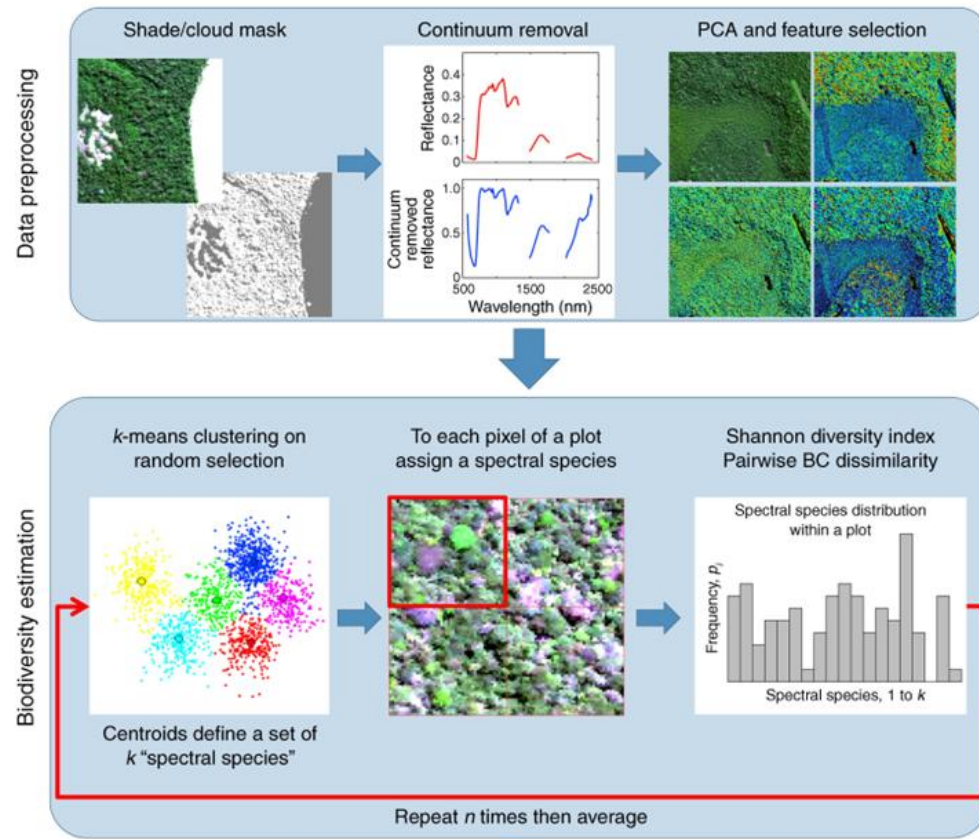 Data preprocessing
Shade/cloud mask
Continuum removal
PCA and feature selection
Reflectance
0.4
0.3
0.2
0.1
0
Continuum
removed
reflectance
1.0
0.5
0
500
1500
2500
Wavelength (nm)
Biodiversity estimation
k-means clustering on
random selection
To each pixel of a plot
assign a spectral species
Shannon diversity index
Pairwise BC dissimilarity
Spectral species distribution
within a plot
Frequency, pi
Spectral species, 1 to k
Centroids define a set of
k “spectral species”
Repeat n times then average